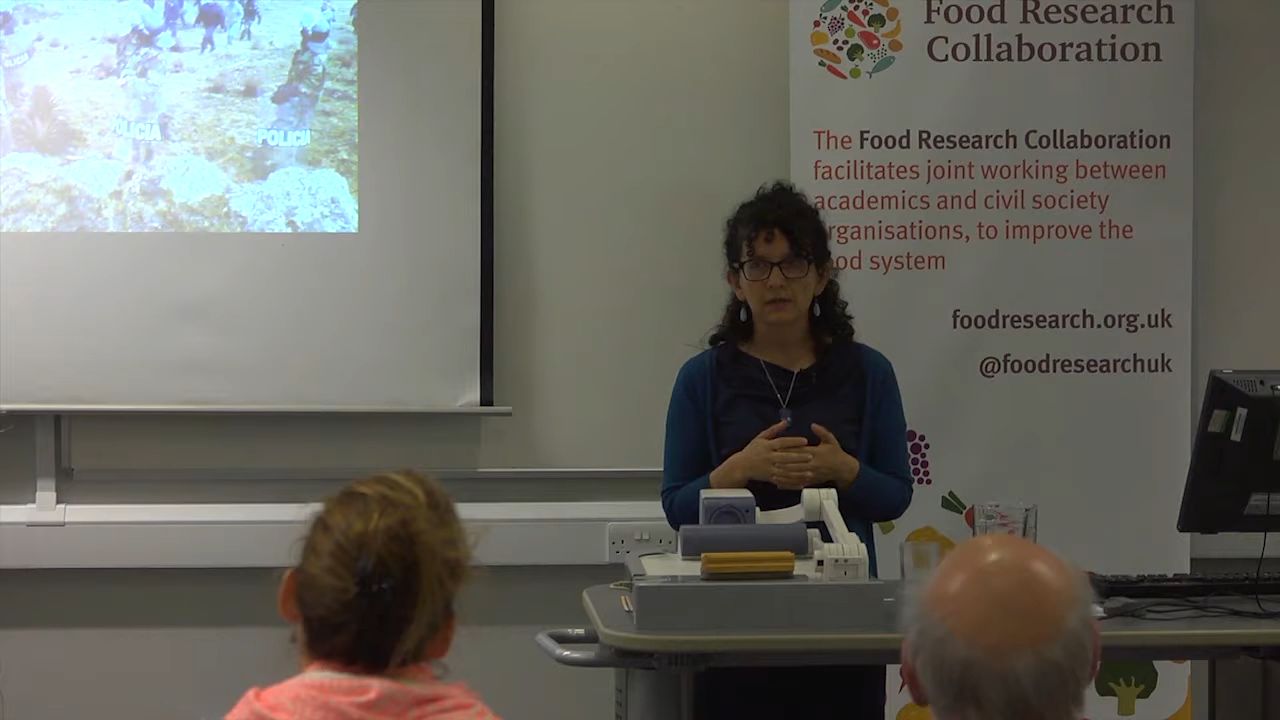 POLICIA
POLICI
Food Research
Collaboration
The Food Research Collaboration
facilitates joint working between
academics and civil society
rganisations, to improve the
od system
foodresearch.org.uk
@foodresearchuk